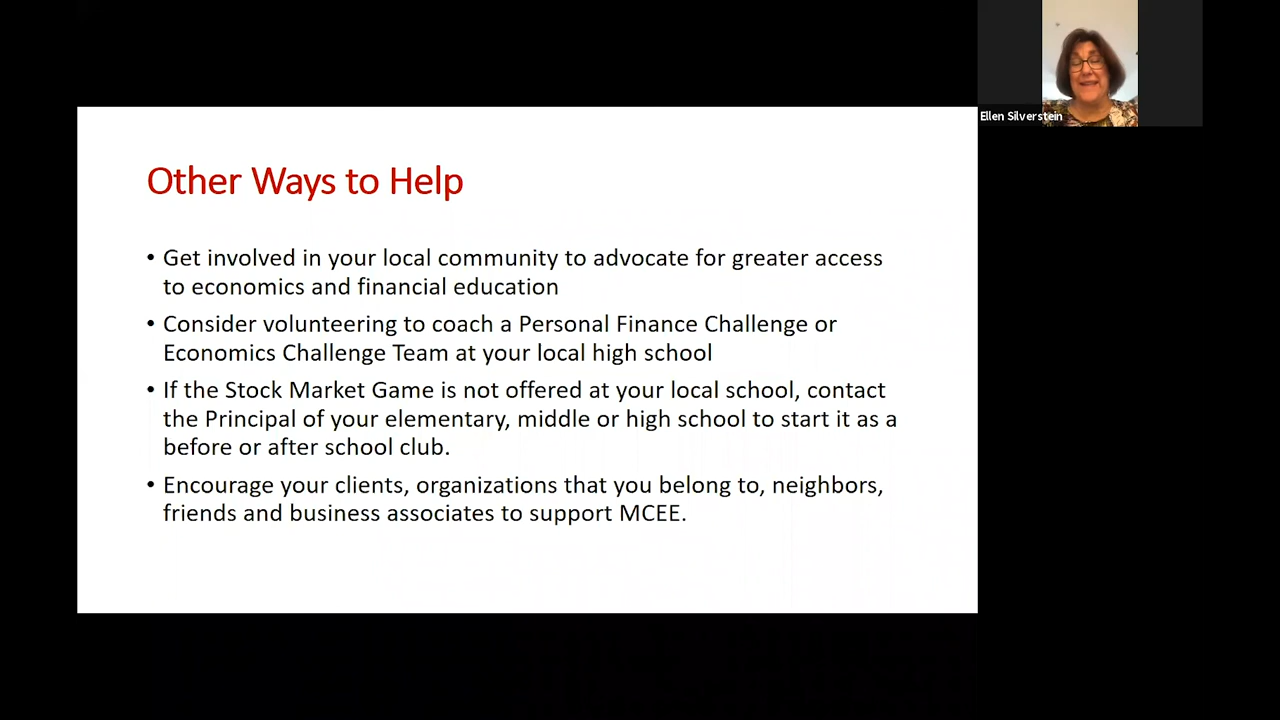 Ellen Silverstein
Other Ways to Help
• Get involved in your local community to advocate for greater access
to economics and financial education
• Consider volunteering to coach a Personal Finance Challenge or
Economics Challenge Team at your local high school
• If the Stock Market Game is not offered at your local school, contact
the Principal of your elementary, middle or high school to start it as a
before or after school club.
• Encourage your clients, organizations that you belong to, neighbors,
friends and business associates to support MCEE.